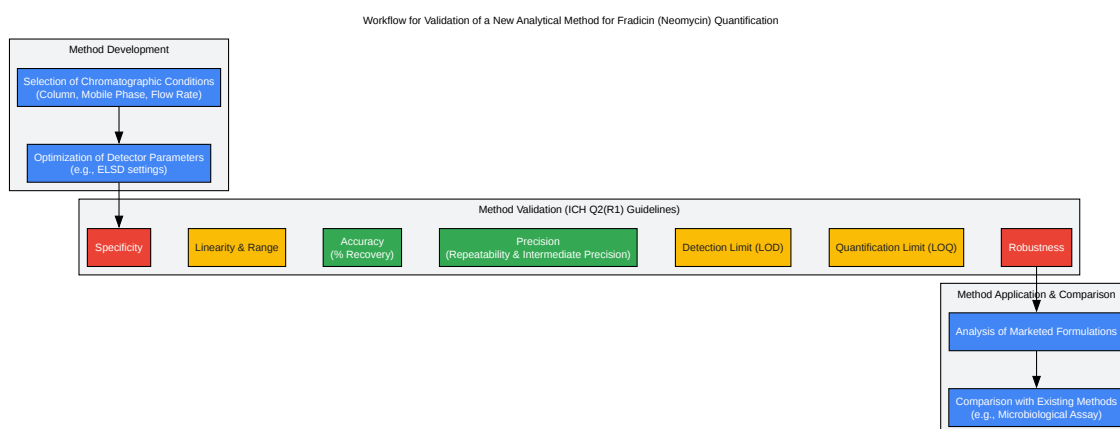 Workflow for Validation of a New Analytical Method for Fradicin (Neomycin) Quantification
Method Development
Selection of Chromatographic Conditions
(Column, Mobile Phase, Flow Rate)
Optimization of Detector Parameters
(e.g., ELSD settings)
Method Validation (ICH Q2(R1) Guidelines)
Specificity
Linearity & Range
Accuracy
(% Recovery)
Precision
(Repeatability & Intermediate Precision)
Detection Limit (LOD)
Quantification Limit (LOQ)
Robustness
Method Application & Comparison
Analysis of Marketed Formulations
Comparison with Existing Methods
(e.g., Microbiological Assay)